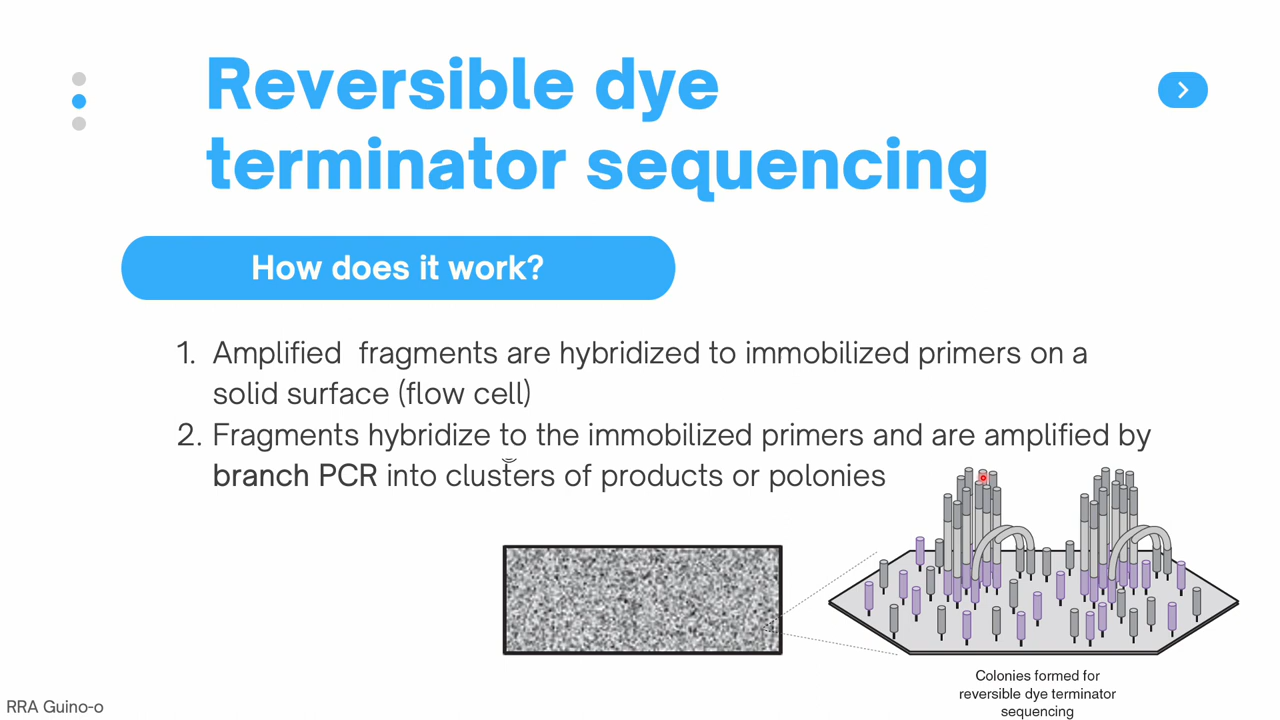 Reversible dye
terminator sequencing
How does it work?
1. Amplified fragments are hybridized to immobilized primers on a
solid surface (flow cell)
2. Fragments hybridize to the immobilized primers and are amplified by
branch PCR into clusters of products or polonies
Colonies formed for
reversible dye terminator
sequencing
RRA Guino-o